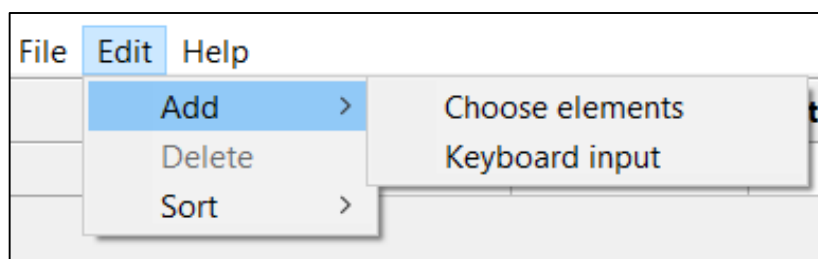 File Edit Help
Add > Choose elements
Delete Keyboard input
Sort >